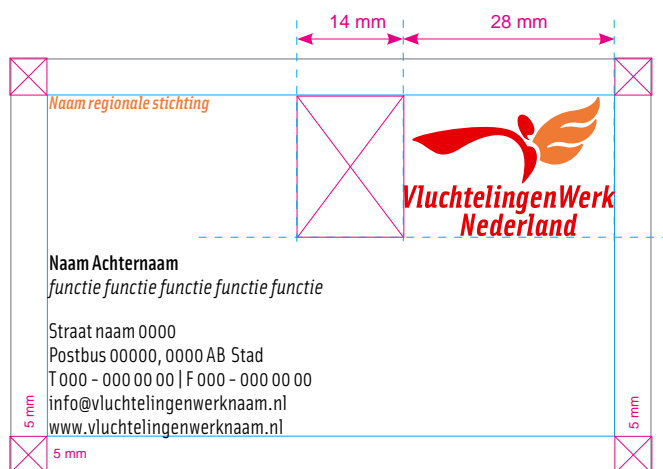 14 mm
28 mm
Naam regionale stichting
VluchtelingenWerk
Nederland
Naam Achternaam
functie functie functie functie functie
Straat naam 0000
Postbus 00000, 0000 AB Stad
T 000 - 000 00 00 | F 000 - 000 00 00
info@vluchtelingenwerknaam.nl
www.vluchtelingenwerknaam.nl
5 mm
5 mm
5 mm